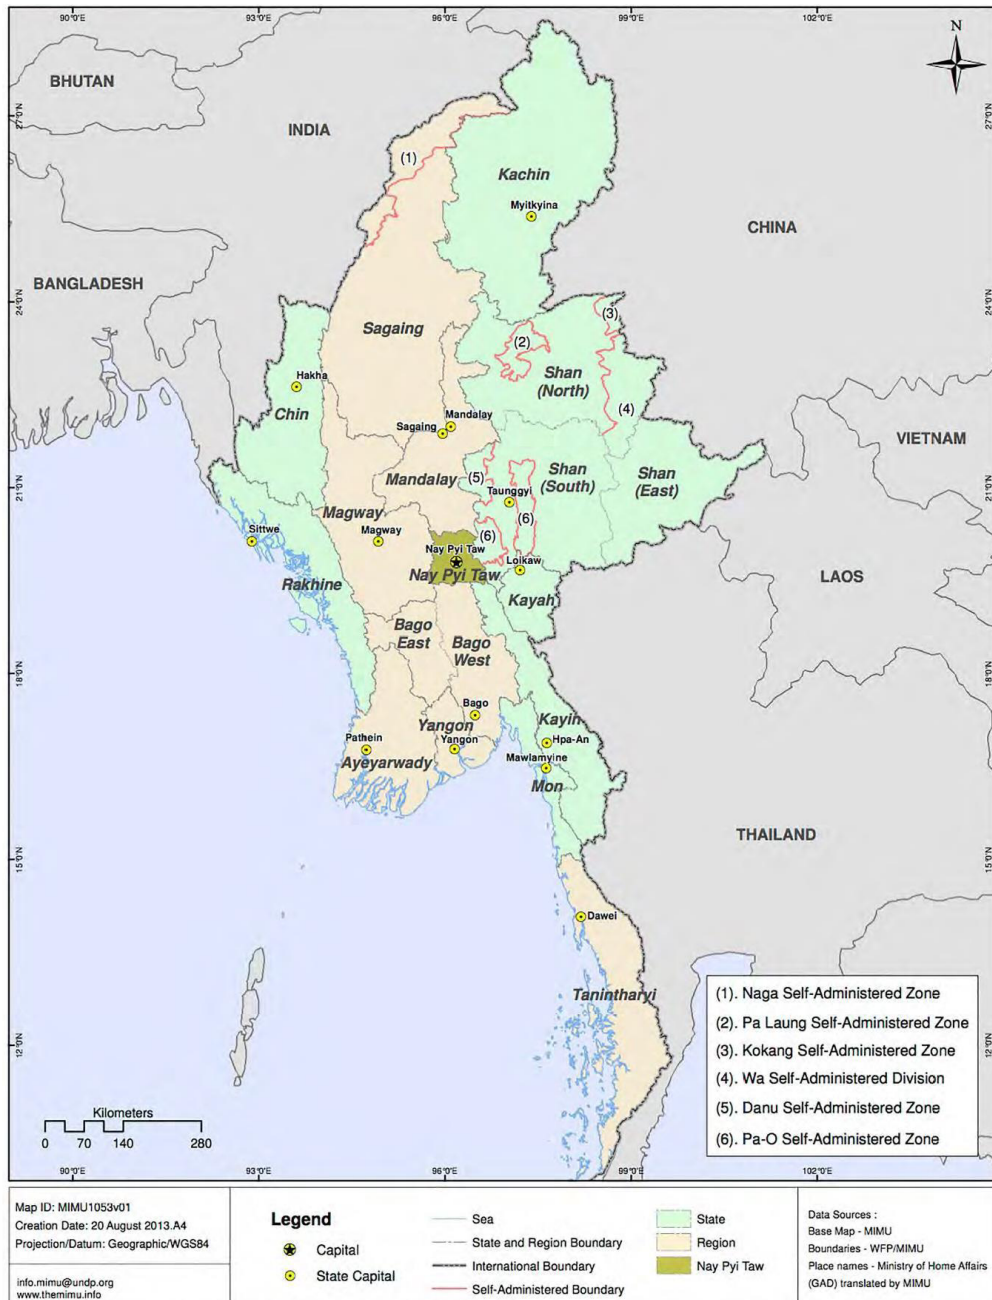 90°0'E
93°0'E
96°0'E
99°0'E
102°0'E
N
BHUTAN
27°0'N
27°0'N
INDIA
(1)
Kachin
Myitkyina
CHINA
BANGLADESH
24°0'N
24°0'N
(3)
Sagaing
(2)
Shan
(North)
Hakha
(4)
Chin
Mandalay
Sagaing
VIETNAM
Shan
(South)
Shan
(East)
Mandalay
(5)
21°0'N
21°0'N
Taunggyi
Magway
(6)
Sittwe
Magway
(6)
Nay Pyi Taw
Loikaw
Nay Pyi Taw
LAOS
Rakhine
Kayah
Bago
East
Bago
West
18°0'N
18°0'N
Bago
Kayin
Yangon
Pathein
Yangon
Hpa-An
Ayeyarwady
Mawlamyine
Mon
THAILAND
15°0'N
15°0'N
Dawei
Tanintharyi
(1). Naga Self-Administered Zone
(2). Pa Laung Self-Administered Zone
(3). Kokang Self-Administered Zone
(4). Wa Self-Administered Division
(5). Danu Self-Administered Zone
(6). Pa-O Self-Administered Zone
12°0'N
12°0'N
Kilometers
0 70 140 280
90°0'E
93°0'E
96°0'E
99°0'E
102°0'E
Map ID: MIMU1053v01
Creation Date: 20 August 2013.A4
Projection/Datum: Geographic/WGS84
info.mimu@undp.org
www.themimu.info
Legend
Capital
State Capital
Sea
State and Region Boundary
International Boundary
Self-Administered Boundary
State
Region
Nay Pyi Taw
Data Sources :
Base Map - MIMU
Boundaries - WFP/MIMU
Place names - Ministry of Home Affairs
(GAD) translated by MIMU